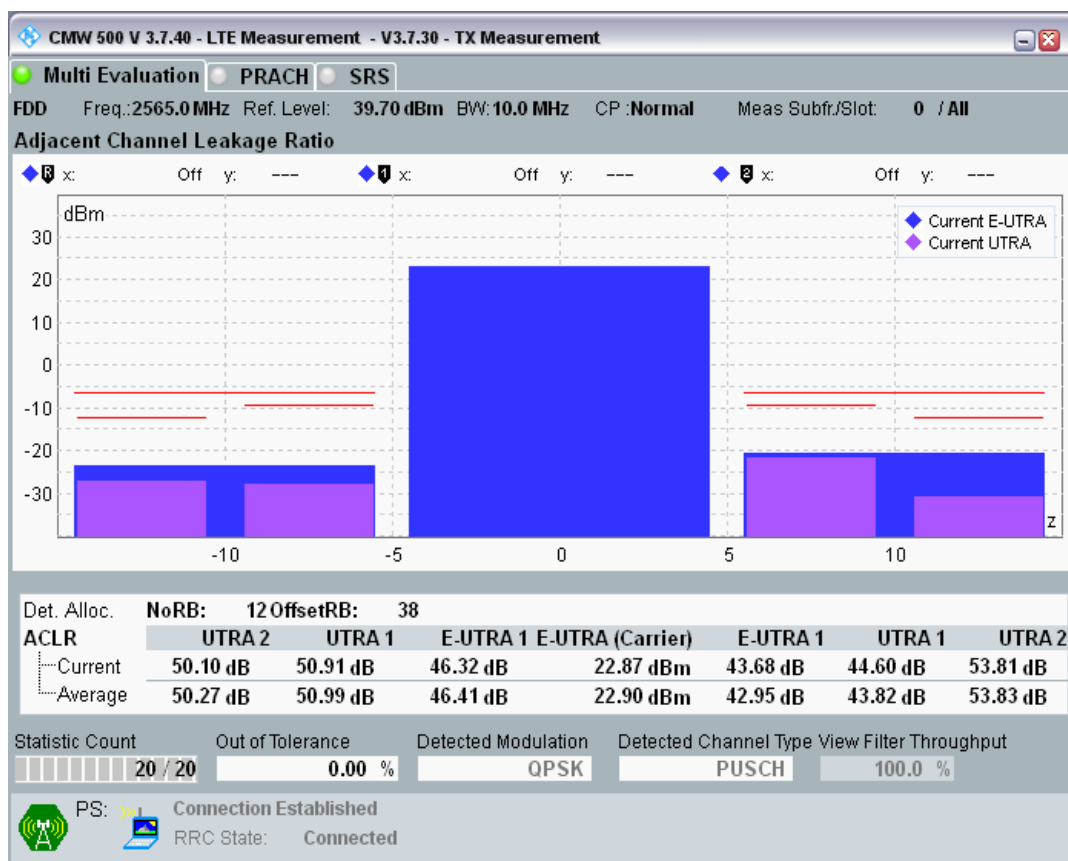 CMW 500 V 3.7.40 - LTE Measurement - V3.7.30 - TX Measurement
Multi Evaluation PRACH SRS
FDD Freq.:2565.0 MHz Ref. Level: 39.70 dBm BW:10.0 MHz CP :Normal Meas Subfr./Slot: 0 / All
Adjacent Channel Leakage Ratio
R x: Off y: --- 1 x: Off y: --- 2 x: Off y: ---
dBm
Current E-UTRA
Current UTRA
30
20
10
0
-10
-20
-30
z
-10 -5 0 5 10
Det. Alloc. NoRB: 12 OffsetRB: 38
ACLR UTRA 2 UTRA 1 E-UTRA 1 E-UTRA (Carrier) E-UTRA 1 UTRA 1 UTRA 2
Current 50.10 dB 50.91 dB 46.32 dB 22.87 dBm 43.68 dB 44.60 dB 53.81 dB
Average 50.27 dB 50.99 dB 46.41 dB 22.90 dBm 42.95 dB 43.82 dB 53.83 dB
Statistic Count Out of Tolerance Detected Modulation Detected Channel Type View Filter Throughput
20 / 20 0.00 % QPSK PUSCH 100.0 %
PS: Connection Established
RRC State: Connected